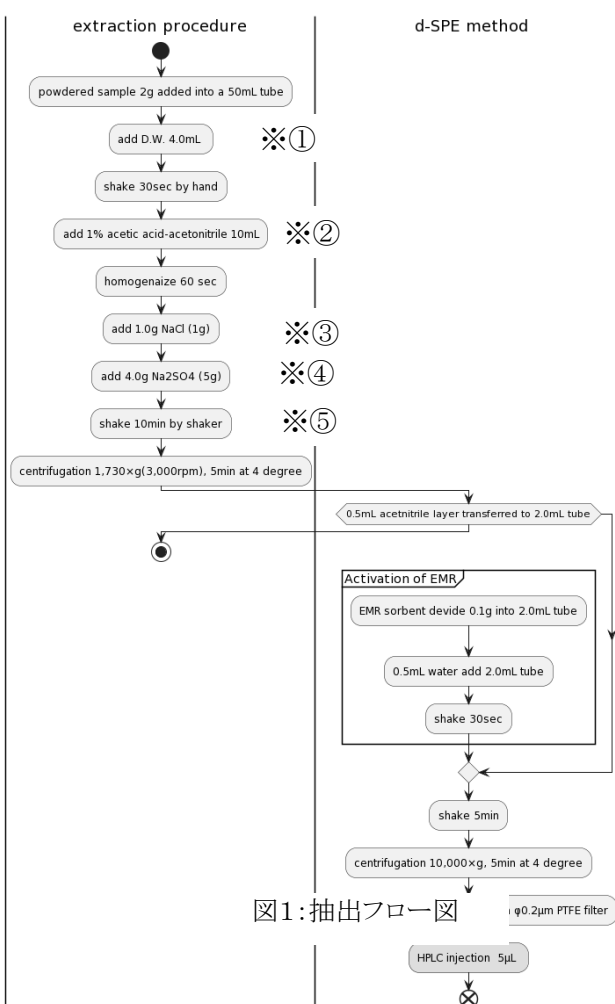 extraction procedure
d-SPE method
powdered sample 2g added into a 50mL tube
add D.W. 4.0mL
※①
shake 30sec by hand
add 1% acetic acid-acetonitrile 10mL
※②
homogenaize 60 sec
add 1.0g NaCl (1g)
※③
add 4.0g Na2SO4 (5g)
※④
shake 10min by shaker
※⑤
centrifugation 1,730×g(3,000rpm), 5min at 4 degree
0.5mL acetnitrile layer transferred to 2.0mL tube
Activation of EMR
EMR sorbent devide 0.1g into 2.0mL tube
0.5mL water add 2.0mL tube
shake 30sec
shake 5min
centrifugation 10,000×g, 5min at 4 degree
φ0.2μm PTFE filter
図1:抽出フロー図
HPLC injection 5μL